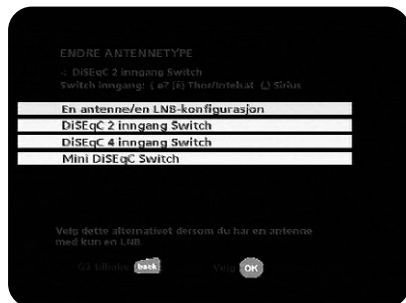 ENDRE ANTENNETYPE
-: DiSEqC 2 inngang Switch
Switch inngang: Thor/Intelsat Sirius
En antenne/en LNB-konfigurasjon
DiSEqC 2 inngang Switch
DiSEqC 4 inngang Switch
Mini DiSEqC Switch
Velg dette alternativet dersom du har en antenne
med kun en LNB.
Gå tilbake back Velg OK